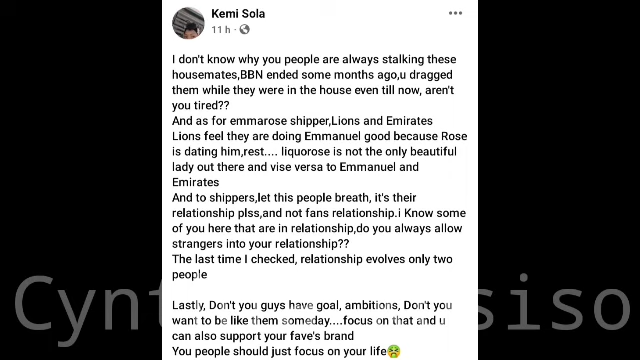 Kemi Sola
11 h
I don't know why you people are always stalking these
housemates,BBN ended some months ago,u dragged
them while they were in the house even till now, aren't
you tired??
And as for emmarose shipper,Lions and Emirates
Lions feel they are doing Emmanuel good because Rose
is dating him,rest.... liquorose is not the only beautiful
lady out there and vise versa to Emmanuel and
Emirates
And to shippers,let this people breath, it's their
relationship plss,and not fans relationship.i Know some
of you here that are in relationship,do you always allow
strangers into your relationship??
The last time I checked, relationship evolves only two
people
Lastly, Don't you guys have goal, ambitions, Don't you
want to be like them someday....focus on that and u
can also support your fave's brand
You people should just focus on your life